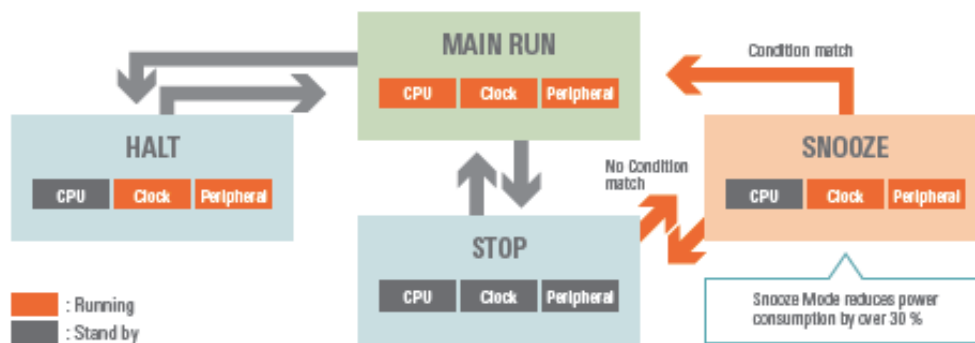 MAIN RUN
CPU Clock Peripheral
Condition match
HALT
CPU Clock Peripheral
SNOOZE
CPU Clock Peripheral
No Condition
match
STOP
CPU Clock Peripheral
: Running
: Stand by
Snooze Mode reduces power
consumption by over 30 %